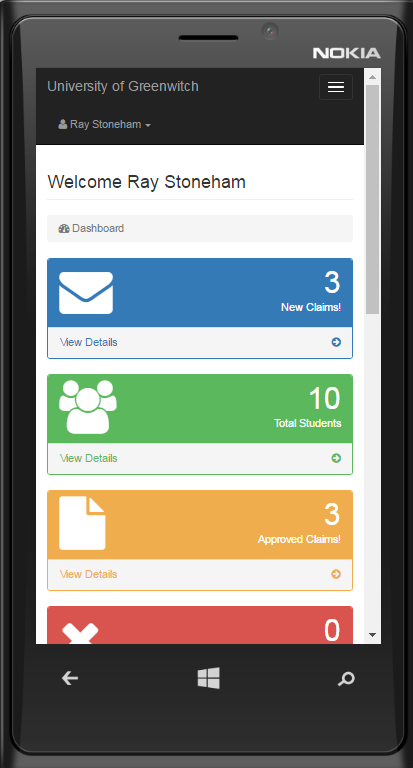 NOKIA
University of Greenwitch
Ray Stoneham
Welcome Ray Stoneham
Dashboard
3
New Claims!
View Details
10
Total Students
View Details
3
Approved Claims!
View Details
0